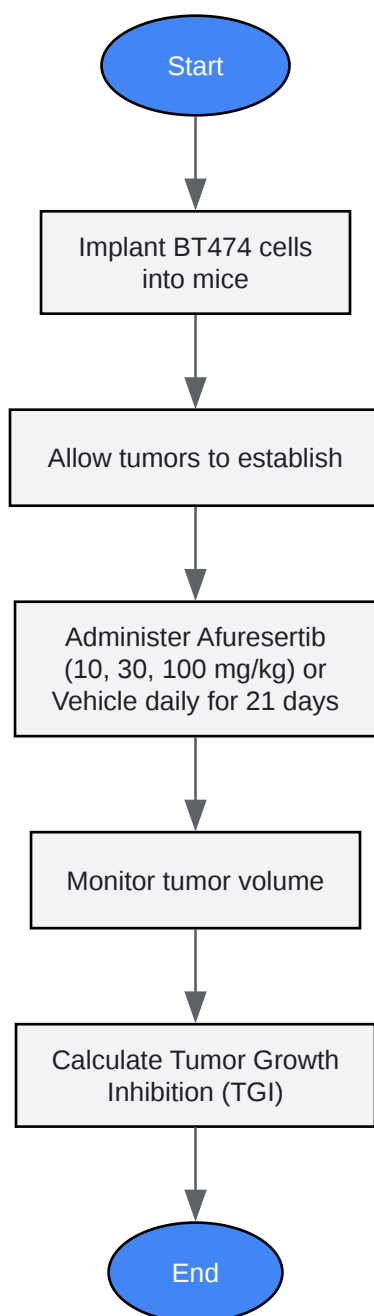 Start
Implant BT474 cells
into mice
Allow tumors to establish
Administer Afuresertib
(10, 30, 100 mg/kg) or
Vehicle daily for 21 days
Monitor tumor volume
Calculate Tumor Growth
Inhibition (TGI)
End